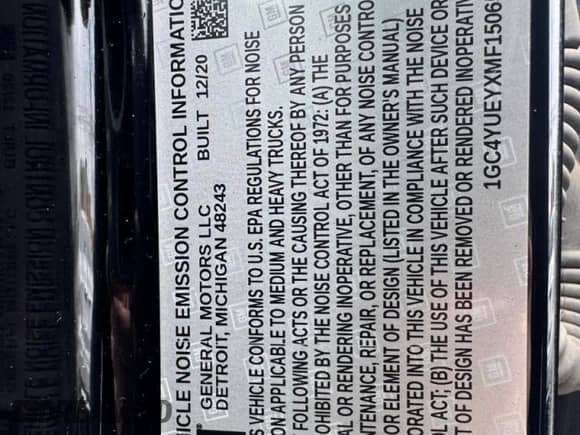 ICLE NOISE EMISSION CONTROL INFORMATIO
GENERAL MOTORS LLC
DETROIT, MICHIGAN 48243
BUILT 12/20
S VEHICLE CONFORMS TO U.S. EPA REGULATIONS FOR NOISE
ON APPLICABLE TO MEDIUM AND HEAVY TRUCKS.
FOLLOWING ACTS OR THE CAUSING THEREOF BY ANY PERSON
OHIBITED BY THE NOISE CONTROL ACT OF 1972: (A) THE
AL OR RENDERING INOPERATIVE, OTHER THAN FOR PURPOSES
NTENANCE, REPAIR, OR REPLACEMENT, OF ANY NOISE CONTRO
OR ELEMENT OF DESIGN (LISTED IN THE OWNER'S MANUAL)
ORATED INTO THIS VEHICLE IN COMPLIANCE WITH THE NOISE
L ACT; (B) THE USE OF THIS VEHICLE AFTER SUCH DEVICE OR
T OF DESIGN HAS BEEN REMOVED OR RENDERED INOPERATIV
1GC4YUEYXMF1506